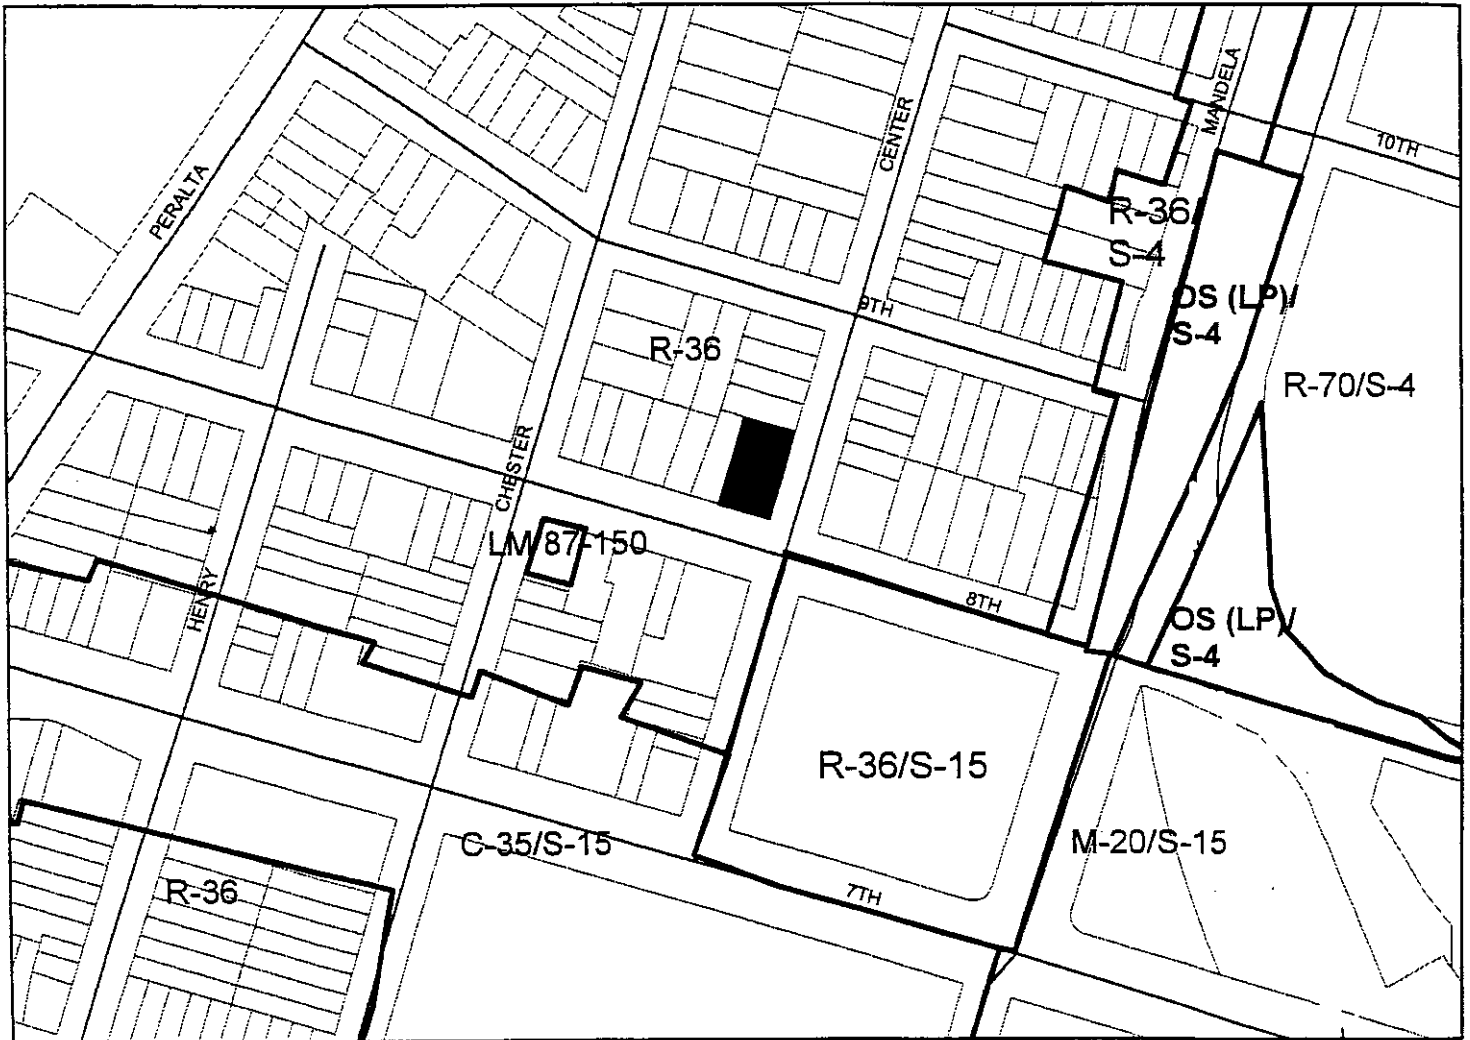 MANDELA
CENTER
10TH
PERALTA
R-36/
S-4
OS (LP)/
S-4
9TH
R-36
R-70/S-4
CHESTER
LM 87-150
HENRY
8TH
OS (LP)/
S-4
R-36/S-15
C-35/S-15
M-20/S-15
R-36
7TH